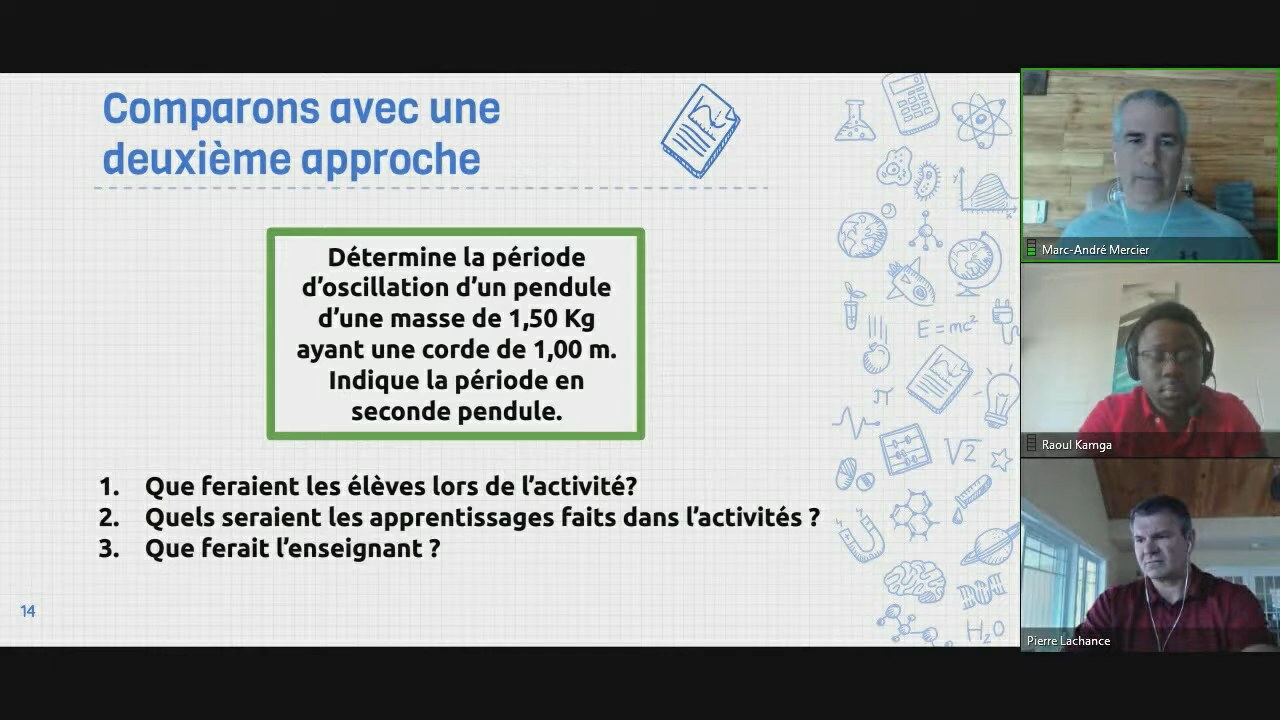 Comparons avec une
deuxième approche
Détermine la période
d’oscillation d’un pendule
d’une masse de 1,50 Kg
ayant une corde de 1,00 m.
Indique la période en
seconde pendule.
1. Que feraient les élèves lors de l’activité?
2. Quels seraient les apprentissages faits dans l’activités ?
3. Que ferait l’enseignant ?
14
y
x
E=mc²
π
√2
H₂O
Marc-André Mercier
Raoul Kamga
Pierre Lachance